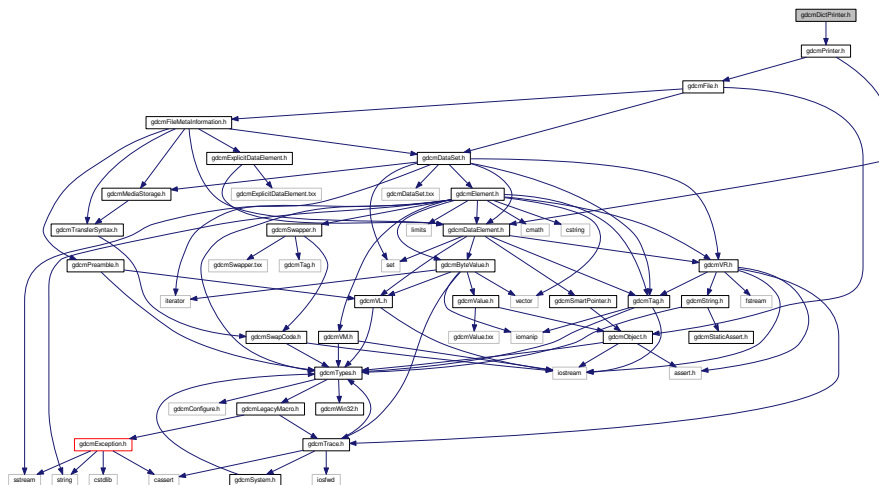 gdcmDictPrinter.h
gdcmPrinter.h
gdcmFile.h
gdcmFileMetaInformation.h
gdcmExplicitDataElement.h
gdcmDataSet.h
gdcmMediaStorage.h
gdcmExplicitDataElement.txx
gdcmDataSet.txx
gdcmElement.h
gdcmTransferSyntax.h
gdcmSwapper.h
limits
gdcmDataElement.h
cmath
cstring
gdcmPreamble.h
gdcmSwapper.txx
gdcmTag.h
set
gdcmByteValue.h
gdcmVR.h
iterator
gdcmVL.h
gdcmValue.h
vector
gdcmSmartPointer.h
gdcmTag.h
gdcmString.h
fstream
gdcmSwapCode.h
gdcmVM.h
gdcmValue.txx
iomanip
gdcmObject.h
gdcmStaticAssert.h
gdcmTypes.h
iostream
assert.h
gdcmConfigure.h
gdcmLegacyMacro.h
gdcmWin32.h
gdcmException.h
gdcmTrace.h
sstream
string
cstdlib
cassert
gdcmSystem.h
iosfwd